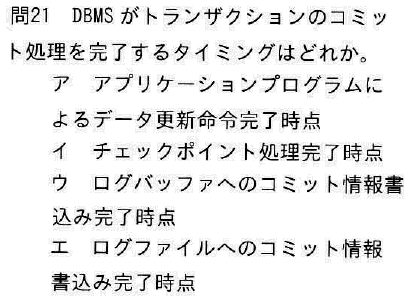 問21 DBMSがトランザクションのコミッ
ト処理を完了するタイミングはどれか。
ア アプリケーションプログラムに
よるデータ更新命令完了時点
イ チェックポイント処理完了時点
ウ ログバッファへのコミット情報書
込み完了時点
エ ログファイルへのコミット情報
書込み完了時点